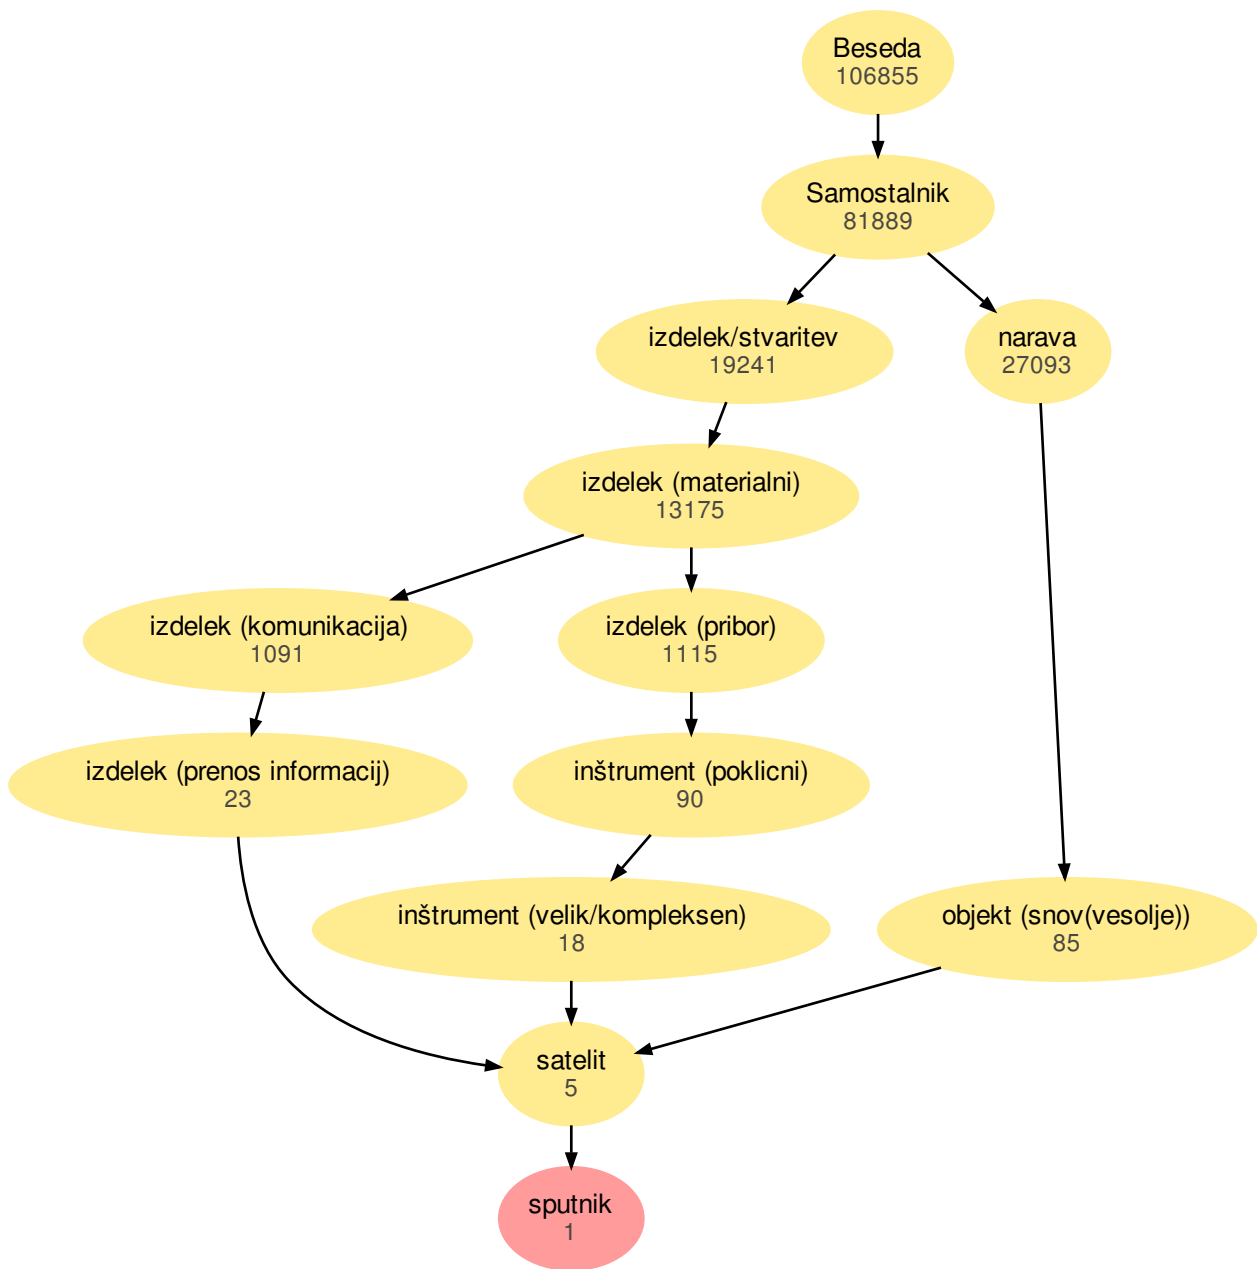 Beseda
106855
Samostalnik
81889
izdelek/stvaritev
19241
narava
27093
izdelek (materialni)
13175
izdelek (komunikacija)
1091
izdelek (pribor)
1115
izdelek (prenos informacij)
23
inštrument (poklicni)
90
inštrument (velik/kompleksen)
18
objekt (snov(vesolje))
85
satelit
5
sputnik
1